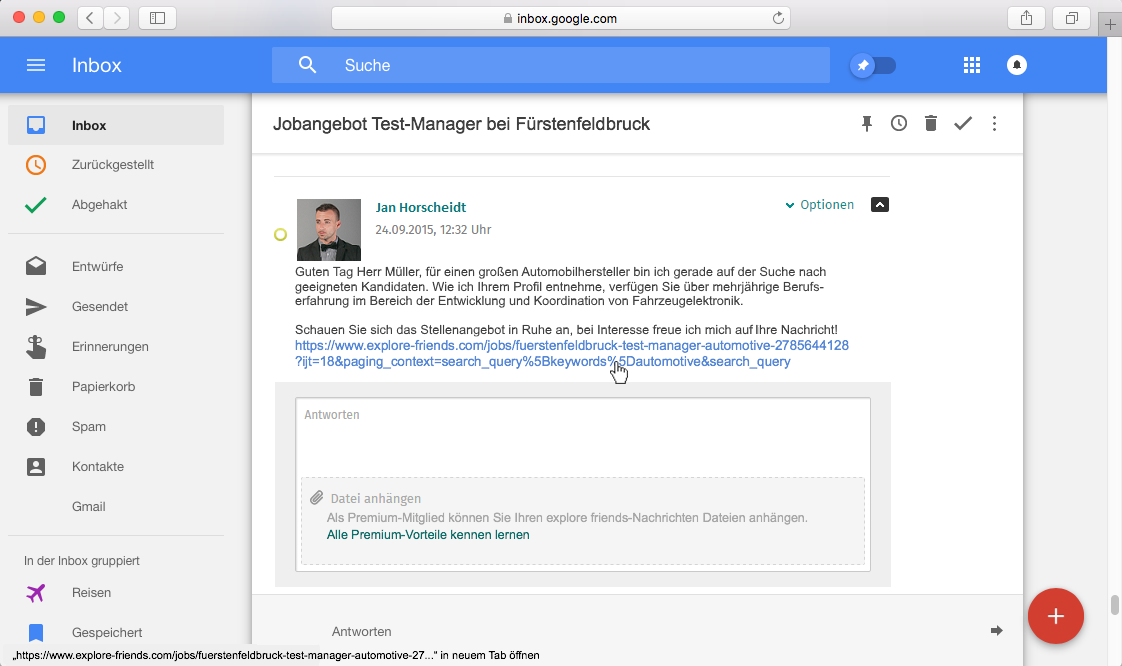 inbox.google.com
Inbox
Suche
Inbox
Zurückgestellt
Abgehakt
Entwürfe
Gesendet
Erinnerungen
Papierkorb
Spam
Kontakte
Gmail
In der Inbox gruppiert
Reisen
Gespeichert
Jobangebot Test-Manager bei Fürstenfeldbruck
Jan Horscheidt
24.09.2015, 12:32 Uhr
Optionen
Guten Tag Herr Müller, für einen großen Automobilhersteller bin ich gerade auf der Suche nach
geeigneten Kandidaten. Wie ich Ihrem Profil entnehme, verfügen Sie über mehrjährige Berufs-
erfahrung im Bereich der Entwicklung und Koordination von Fahrzeugelektronik.
Schauen Sie sich das Stellenangebot in Ruhe an, bei Interesse freue ich mich auf Ihre Nachricht!
https://www.explore-friends.com/jobs/fuerstenfeldbruck-test-manager-automotive-2785644128
?ijt=18&paging_context=search_query%5Bkeywords%5Dautomotive&search_query
Antworten
Datei anhängen
Als Premium-Mitglied können Sie Ihren explore friends-Nachrichten Dateien anhängen.
Alle Premium-Vorteile kennen lernen
Antworten
„https://www.explore-friends.com/jobs/fuerstenfeldbruck-test-manager-automotive-27...“ in neuem Tab öffnen